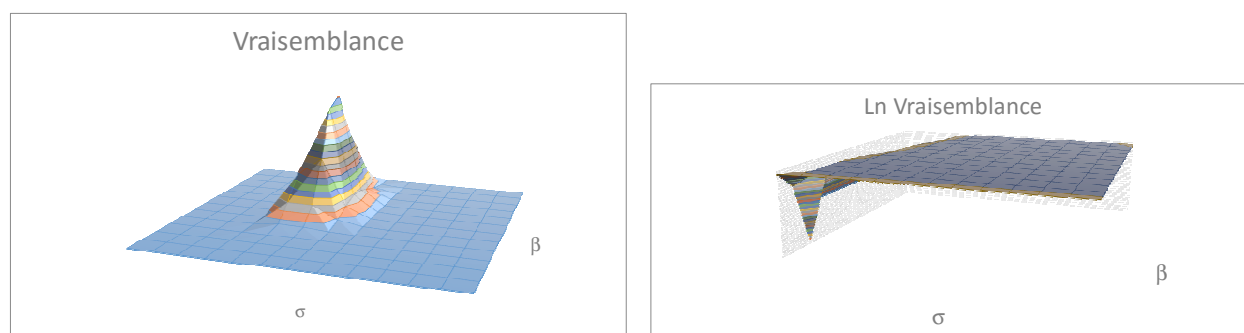 Vraisemblance
β
σ
Ln Vraisemblance
β
σ